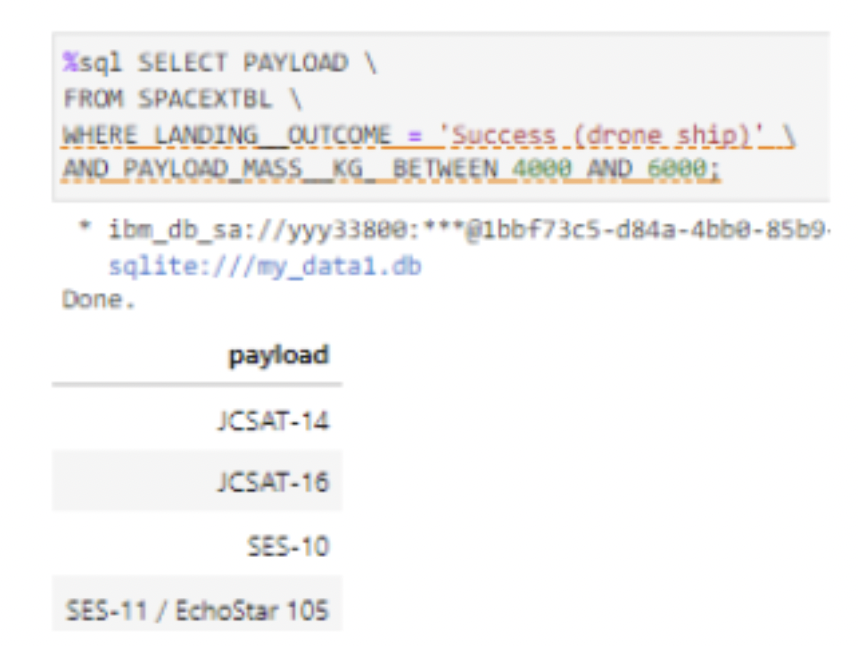 %sql SELECT PAYLOAD \
FROM SPACEXTBL \
WHERE LANDING__OUTCOME = 'Success (drone ship)' \
AND PAYLOAD_MASS__KG_ BETWEEN 4000 AND 6000;
* ibm_db_sa://yyy33800:***@1bbf73c5-d84a-4bb0-85b9-
sqlite:///my_data1.db
Done.
payload
JCSAT-14
JCSAT-16
SES-10
SES-11 / EchoStar 105